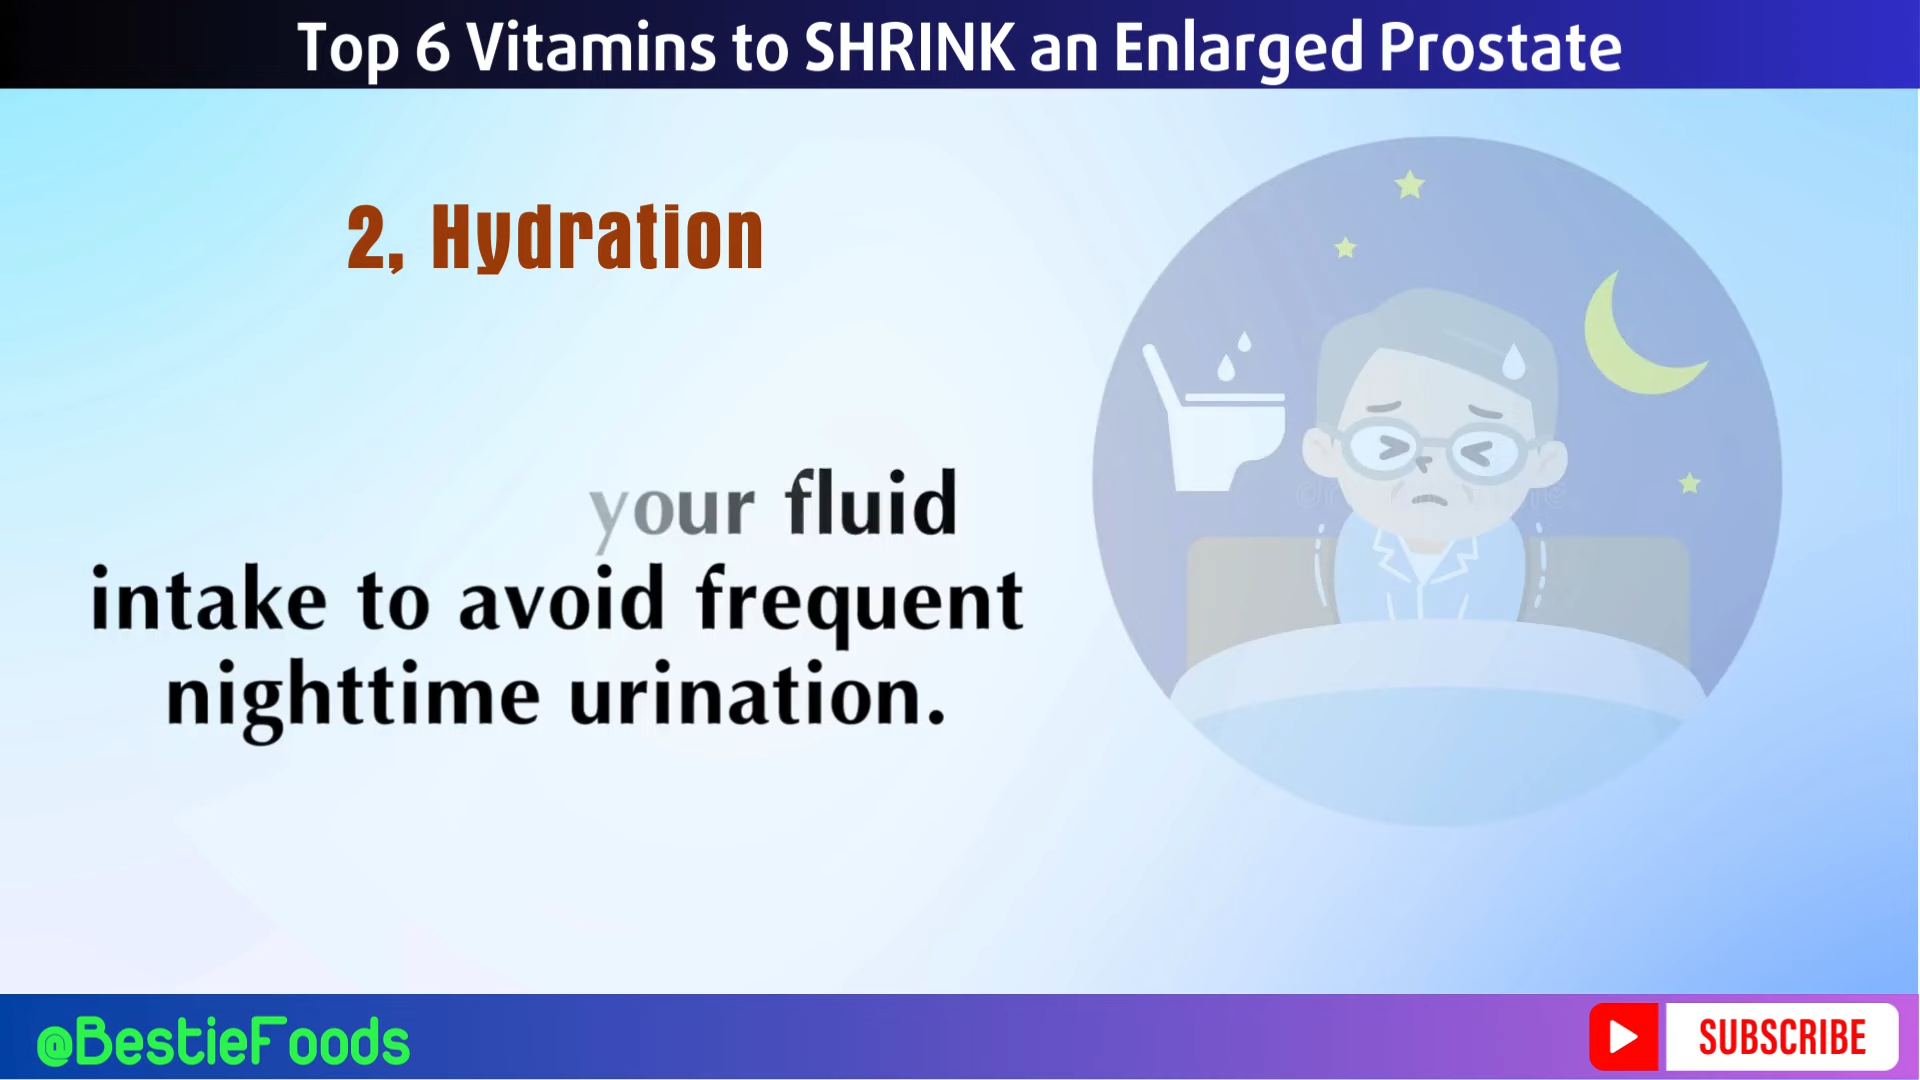 Top 6 Vitamins to SHRINK an Enlarged Prostate
2, Hydration
your fluid
intake to avoid frequent
nighttime urination.
@BestieFoods
SUBSCRIBE